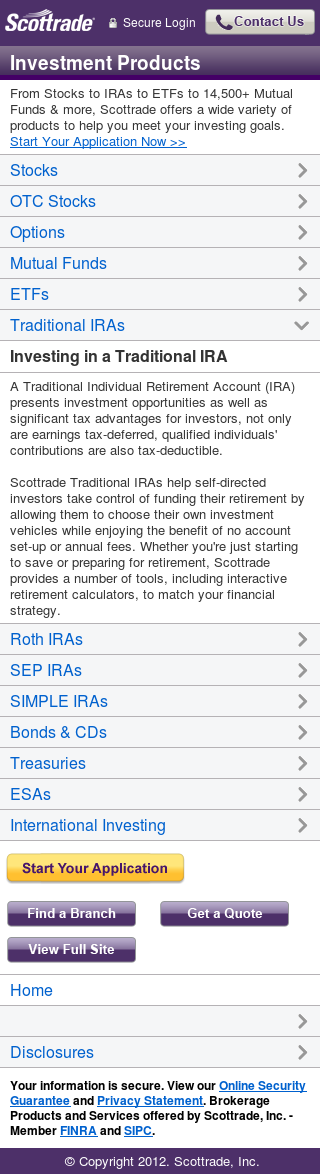 Scottrade
Secure Login
Contact Us
Investment Products
From Stocks to IRAs to ETFs to 14,500+ Mutual
Funds & more, Scottrade offers a wide variety of
products to help you meet your investing goals.
Start Your Application Now >>
Stocks
OTC Stocks
Options
Mutual Funds
ETFs
Traditional IRAs
Investing in a Traditional IRA
A Traditional Individual Retirement Account (IRA)
presents investment opportunities as well as
significant tax advantages for investors, not only
are earnings tax-deferred, qualified individuals'
contributions are also tax-deductible.
Scottrade Traditional IRAs help self-directed
investors take control of funding their retirement by
allowing them to choose their own investment
vehicles while enjoying the benefit of no account
set-up or annual fees. Whether you're just starting
to save or preparing for retirement, Scottrade
provides a number of tools, including interactive
retirement calculators, to match your financial
strategy.
Roth IRAs
SEP IRAs
SIMPLE IRAs
Bonds & CDs
Treasuries
ESAs
International Investing
Start Your Application
Find a Branch
Get a Quote
View Full Site
Home
Disclosures
Your information is secure. View our Online Security
Guarantee and Privacy Statement. Brokerage
Products and Services offered by Scottrade, Inc. -
Member FINRA and SIPC.
© Copyright 2012. Scottrade, Inc.